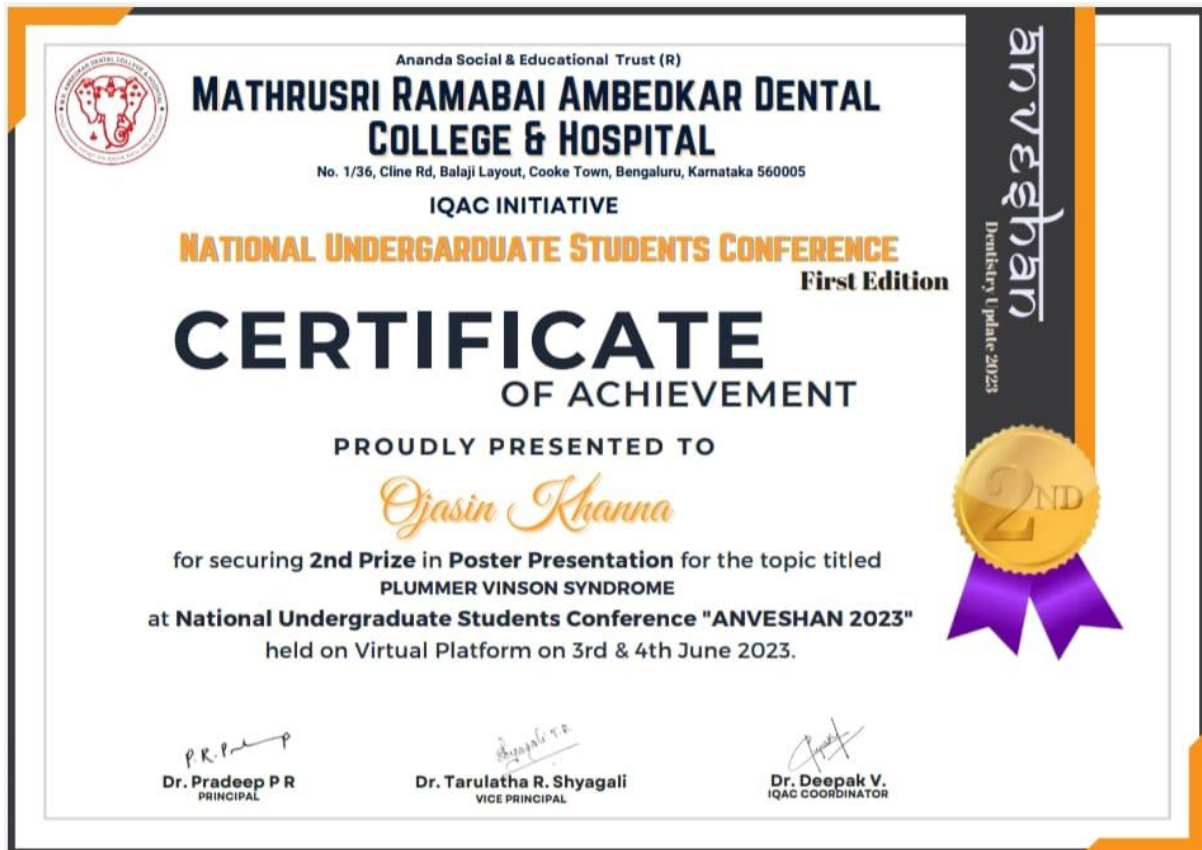 Ananda Social & Educational Trust (R)
MATHRUSRI RAMABAI AMBEDKAR DENTAL
COLLEGE & HOSPITAL
No. 1/36, Cline Rd, Balaji Layout, Cooke Town, Bengaluru, Karnataka 560005
IQAC INITIATIVE
NATIONAL UNDERGARDUATE STUDENTS CONFERENCE
First Edition
CERTIFICATE
OF ACHIEVEMENT
PROUDLY PRESENTED TO
Ojasin Khanna
for securing 2nd Prize in Poster Presentation for the topic titled
PLUMMER VINSON SYNDROME
at National Undergraduate Students Conference "ANVESHAN 2023"
held on Virtual Platform on 3rd & 4th June 2023.
anveshan
Dentistry Update 2023
2ND
Dr. Pradeep P R
PRINCIPAL
Shyagali T.R.
Dr. Tarulatha R. Shyagali
VICE PRINCIPAL
Dr. Deepak V.
IQAC COORDINATOR